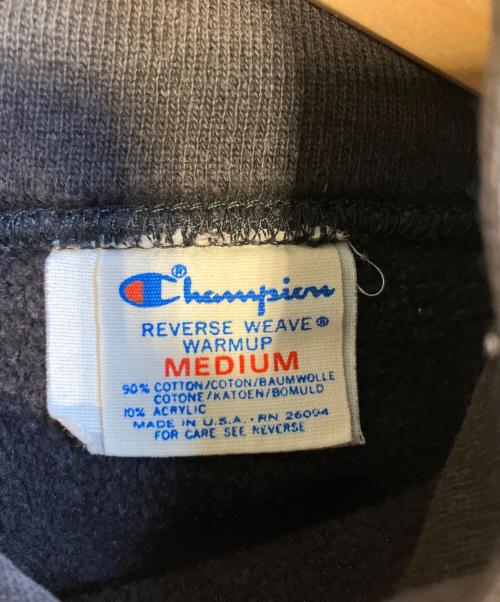 Champion®
REVERSE WEAVE®
WARMUP
MEDIUM
90% COTTON/COTON/BAUMWOLLE
COTONE/KATOEN/BOMULD
10% ACRYLIC
MADE IN U.S.A. · RN 26094
FOR CARE SEE REVERSE